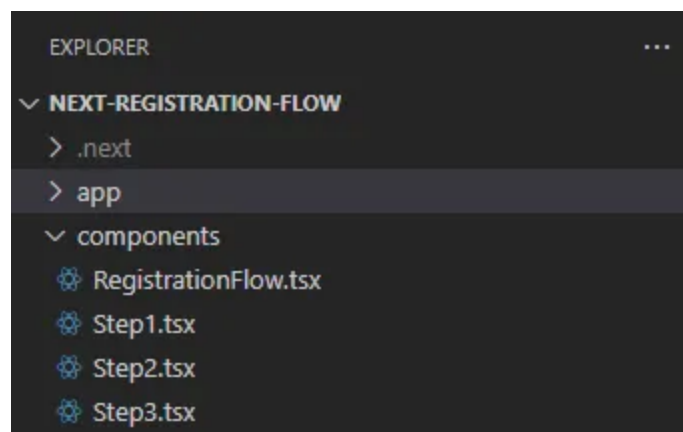 EXPLORER
NEXT-REGISTRATION-FLOW
.next
app
components
RegistrationFlow.tsx
Step1.tsx
Step2.tsx
Step3.tsx